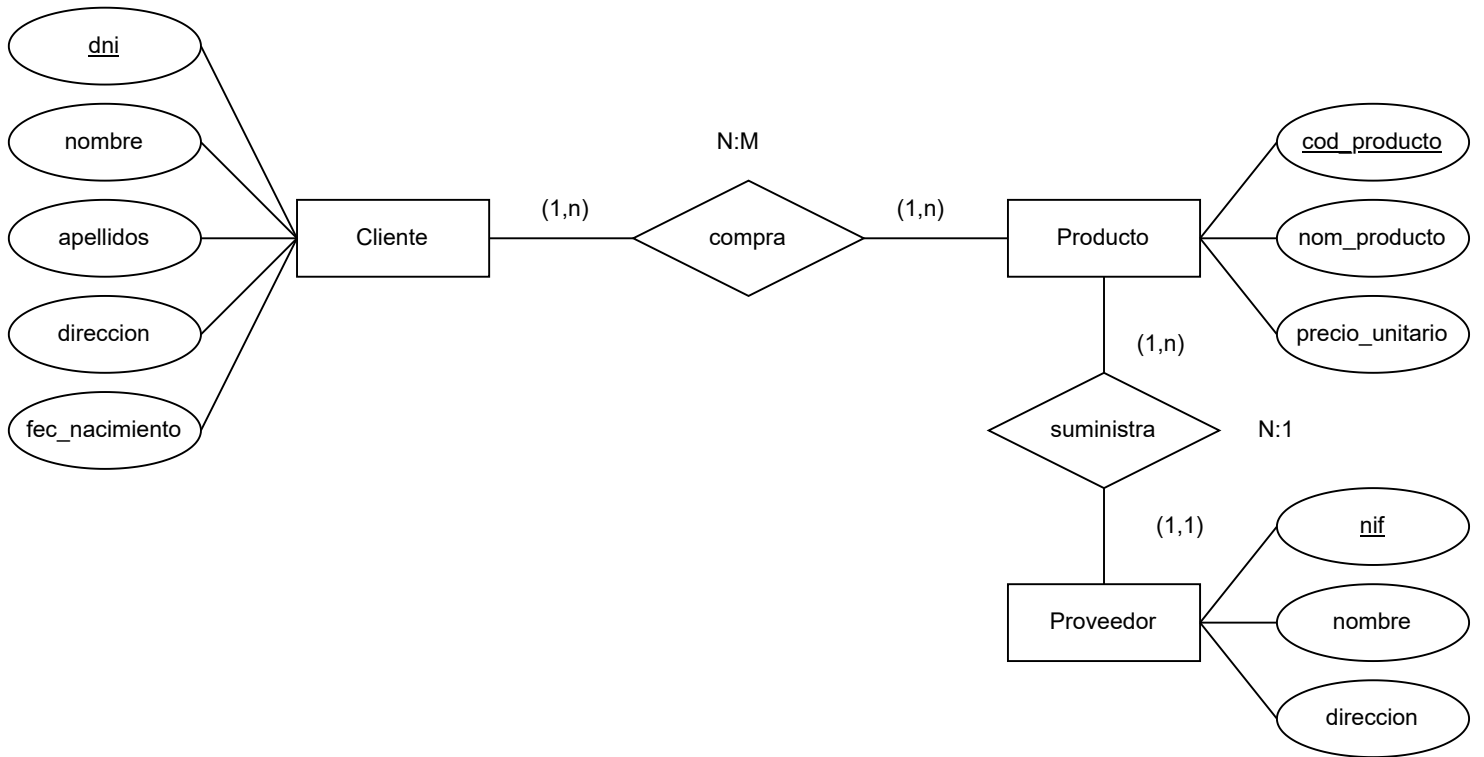 dni
nombre
apellidos
direccion
fec_nacimiento
Cliente
(1,n)
N:M
compra
(1,n)
Producto
cod_producto
nom_producto
precio_unitario
(1,n)
suministra
N:1
(1,1)
Proveedor
nif
nombre
direccion